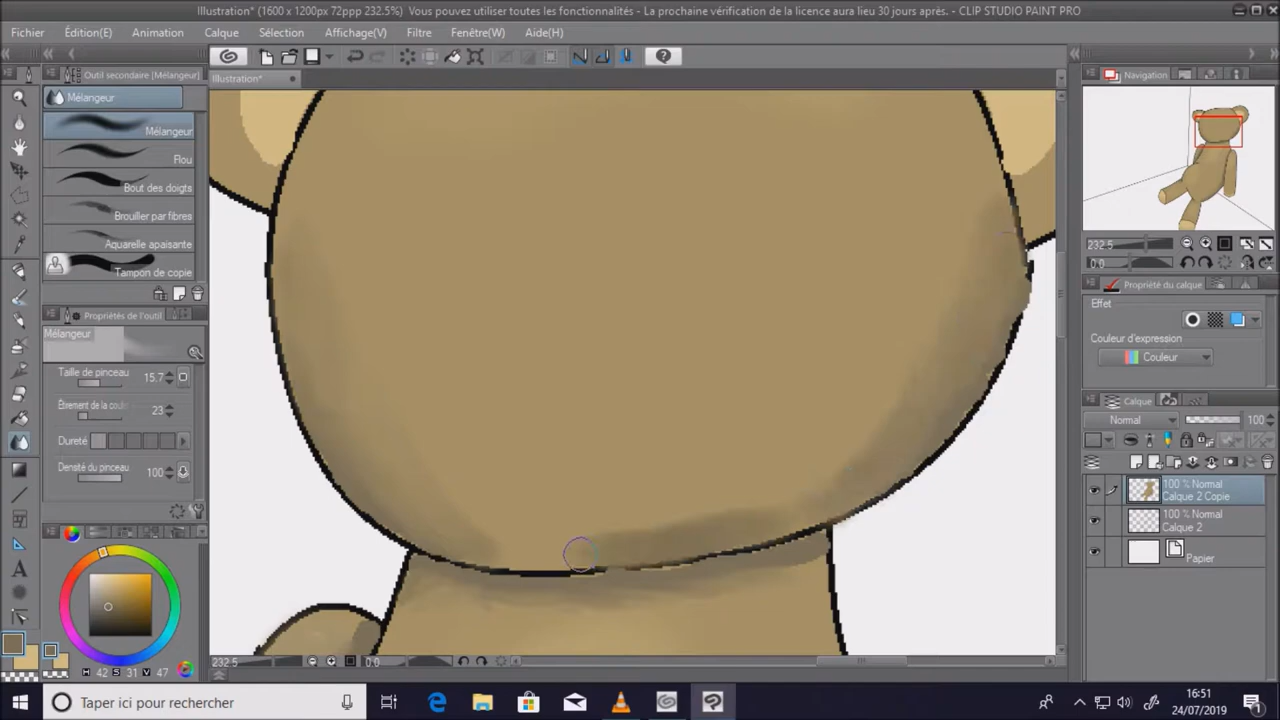 Illustration* (1600 x 1200px 72ppp 232.5%) Vous pouvez utiliser toutes les fonctionnalités - La prochaine vérification de la licence aura lieu 30 jours aprés. - CLIP STUDIO PAINT PRO
Fichier Édition(E) Animation Calque Sélection Affichage(V) Filtre Fenêtre(W) Aide(H)
Outil secondaire [Mélangeur]
Illustration*
Navigation
Mélangeur
Mélangeur
Flou
Bout des doigts
Brouiller par fibres
Aquarelle apaisante
Tampon de copie
232.5
0.0
Propriétés de l'outil
Mélangeur
Taille de pinceau 15.7
23
Dureté
Densité du pinceau 100
Propriété du calque
Effet
Couleur d'expression
Couleur
Calque
Normal 100
100 % Normal
Calque 2 Copie
100 % Normal
Calque 2
Papier
H 42 S 31 V 47
232.5 0.0
Taper ici pour rechercher
16:51
24/07/2019
1